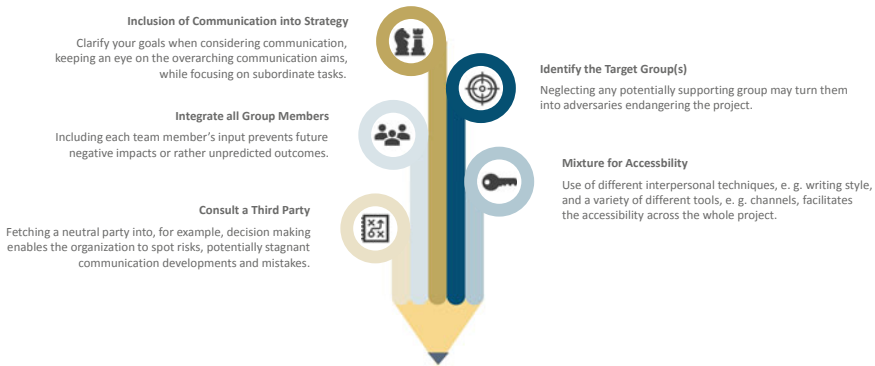 Inclusion of Communication into Strategy
Clarify your goals when considering communication,
keeping an eye on the overarching communication aims,
while focusing on subordinate tasks.
Identify the Target Group(s)
Neglecting any potentially supporting group may turn them
into adversaries endangering the project.
Integrate all Group Members
Including each team member's input prevents future
negative impacts or rather unpredicted outcomes.
Mixture for Accessbility
Use of different interpersonal techniques, e. g. writing style,
and a variety of different tools, e. g. channels, facilitates
the accessibility across the whole project.
Consult a Third Party
Fetching a neutral party into, for example, decision making
enables the organization to spot risks, potentially stagnant
communication developments and mistakes.